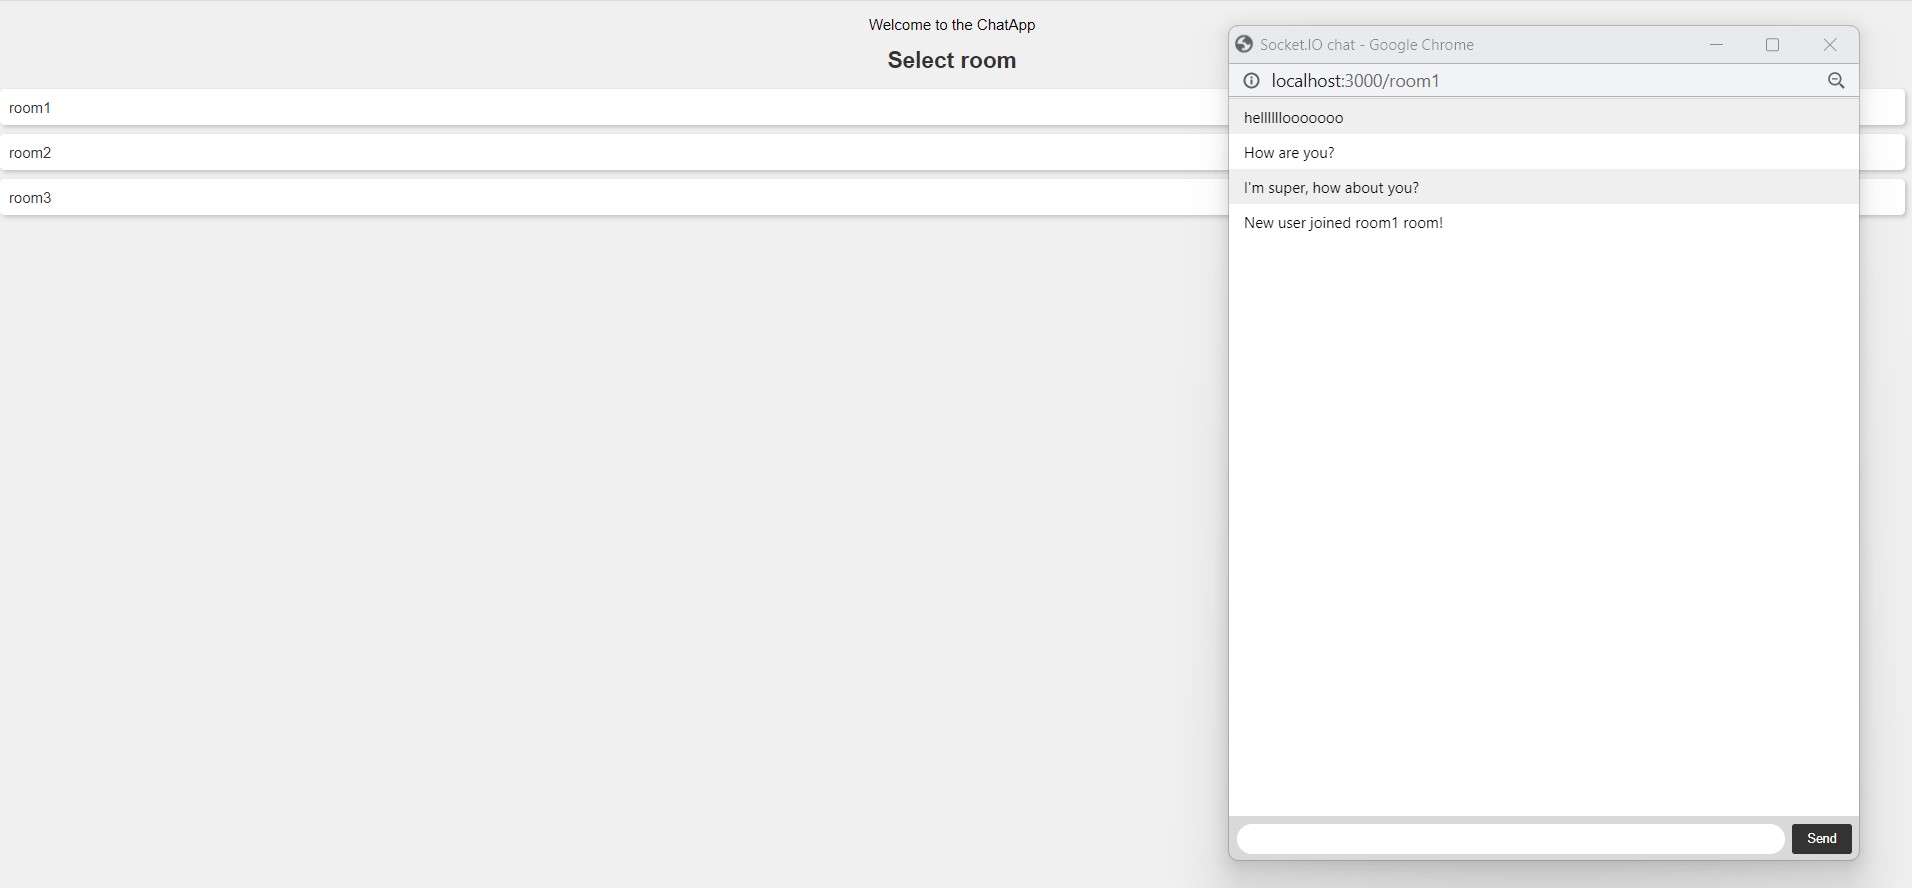 Welcome to the ChatApp
Select room
room1
room2
room3
Socket.IO chat - Google Chrome
localhost:3000/room1
helllllllooooooo
How are you?
I'm super, how about you?
New user joined room1 room!
Send